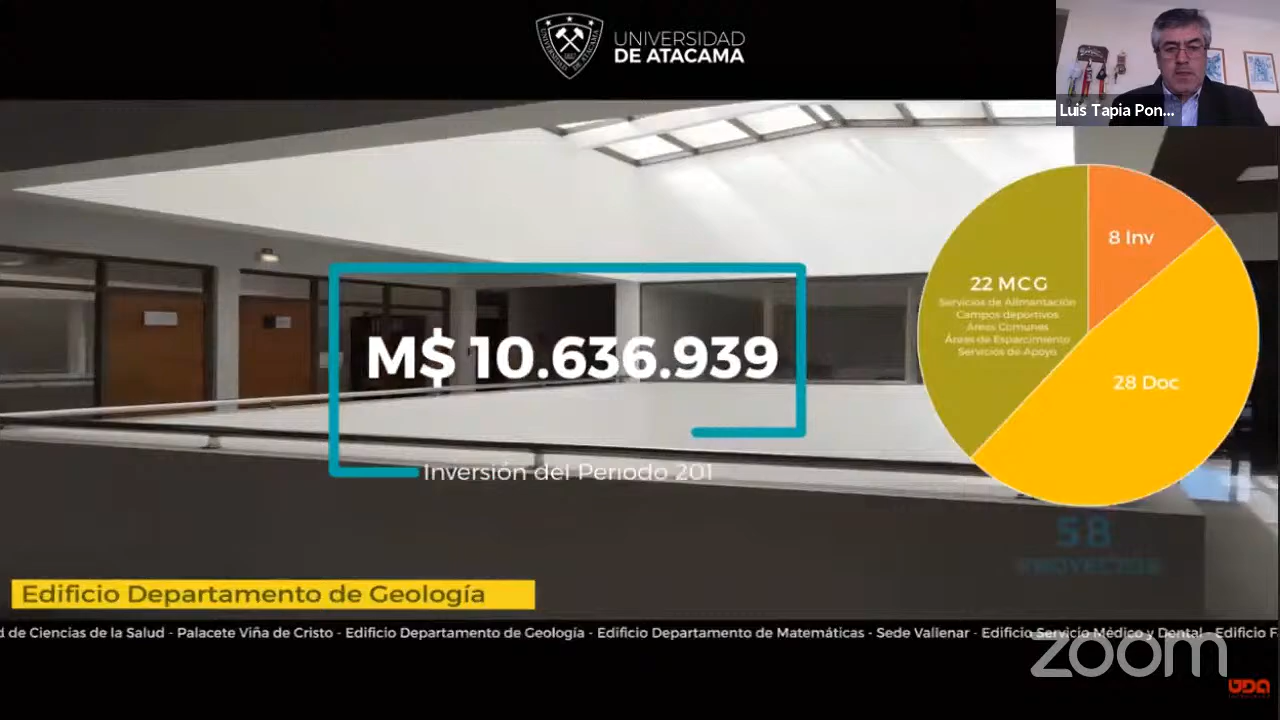 UNIVERSIDAD
DE ATACAMA
Luis Tapia Pon...
8 Inv
22 MCG
Servicios de Alimantación
Campos deportivos
Áreas Comunes
Áreas de Esparcimiento
Servicios de Apoyo
28 Doc
M$ 10.636.939
Inversión del Periodo 201
58
PROYECTOS
Edificio Departamento de Geología
d de Ciencias de la Salud - Palacete Viña de Cristo - Edificio Departamento de Geología - Edificio Departamento de Matemáticas - Sede Vallenar - Edificio Servicio Médico y Dental - Edificio F
zoom
UDA